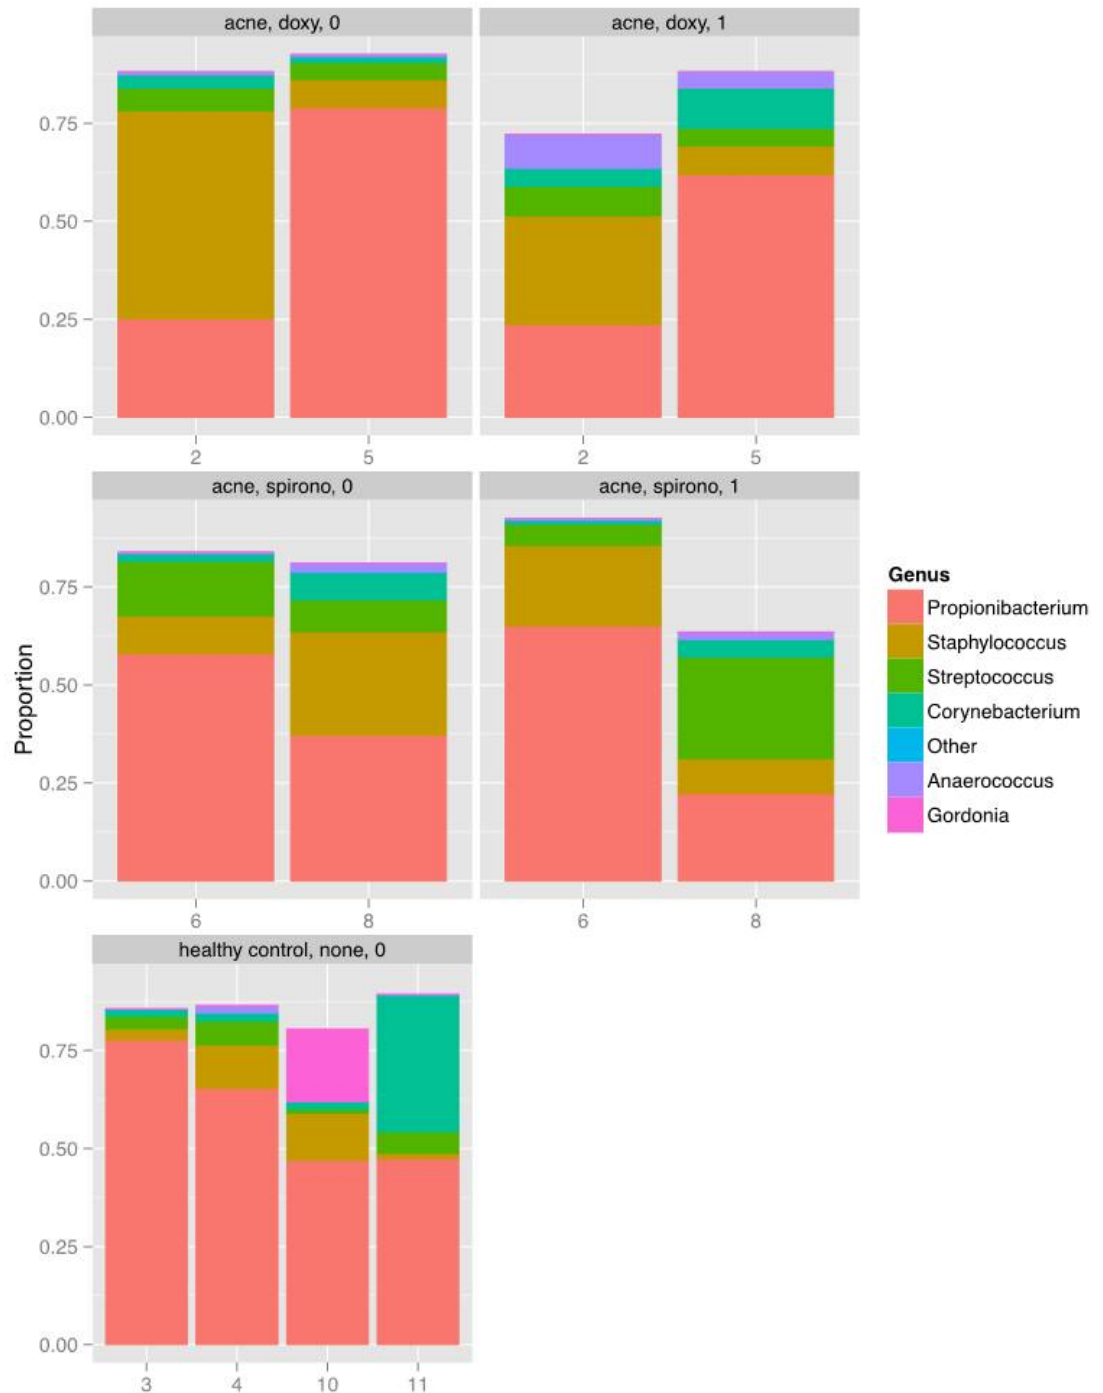 acne, doxy, 0
acne, doxy, 1
0.75
0.50
0.25
0.00
2
5
2
5
acne, spirono, 0
acne, spirono, 1
0.75
0.50
0.25
0.00
6
8
6
8
healthy control, none, 0
0.75
0.50
0.25
0.00
3
4
10
11
Proportion
Genus
Propionibacterium
Staphylococcus
Streptococcus
Corynebacterium
Other
Anaerococcus
Gordonia